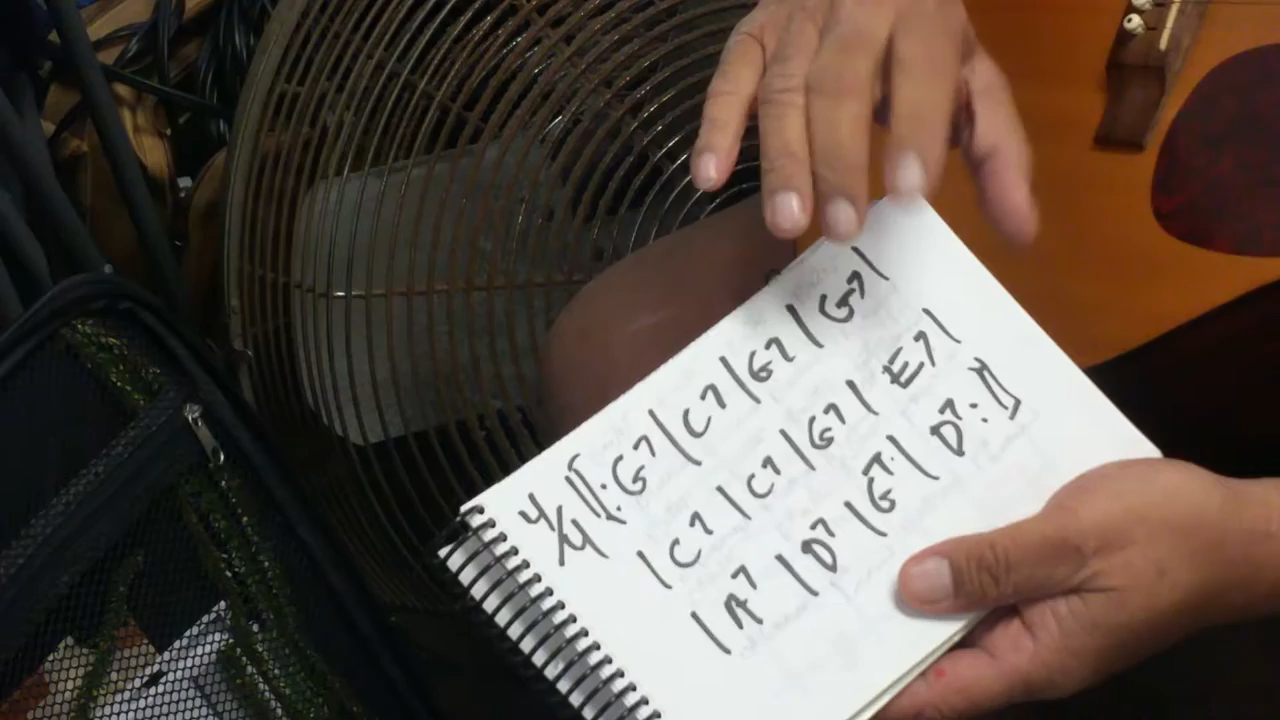 4/4 ||: G7 | C7 | G7 | G7 |
| C7 | C7 | G7 | E7 |
| A7 | D7 | G7 | D7 :||